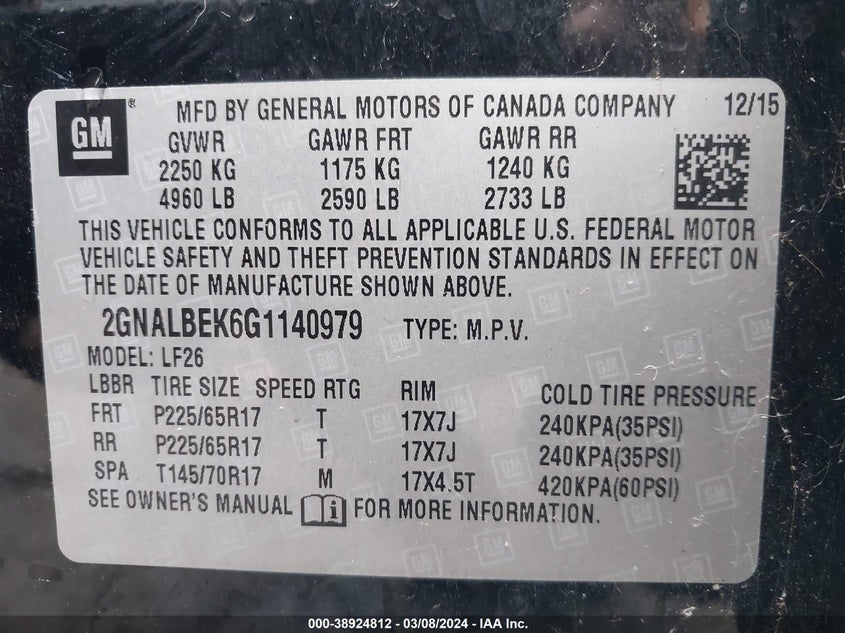 GM ® MFD BY GENERAL MOTORS OF CANADA COMPANY 12/15
GVWR GAWR FRT GAWR RR
2250 KG 1175 KG 1240 KG
4960 LB 2590 LB 2733 LB
THIS VEHICLE CONFORMS TO ALL APPLICABLE U.S. FEDERAL MOTOR
VEHICLE SAFETY AND THEFT PREVENTION STANDARDS IN EFFECT ON
THE DATE OF MANUFACTURE SHOWN ABOVE.
2GNALBEK6G1140979 TYPE: M.P.V.
MODEL: LF26
LBBR TIRE SIZE SPEED RTG RIM COLD TIRE PRESSURE
FRT P225/65R17 T 17X7J 240KPA(35PSI)
RR P225/65R17 T 17X7J 240KPA(35PSI)
SPA T145/70R17 M 17X4.5T 420KPA(60PSI)
SEE OWNER'S MANUAL i FOR MORE INFORMATION.
000-38924812 - 03/08/2024 - IAA Inc.